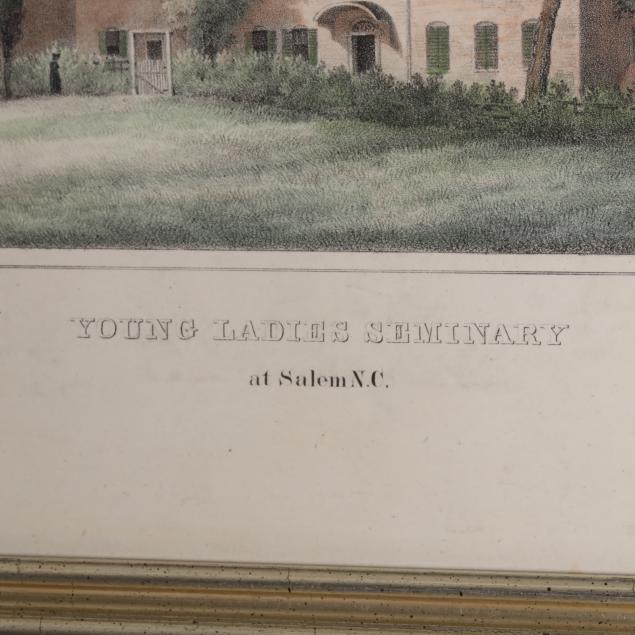 YOUNG LADIES SEMINARY
at Salem N.C.